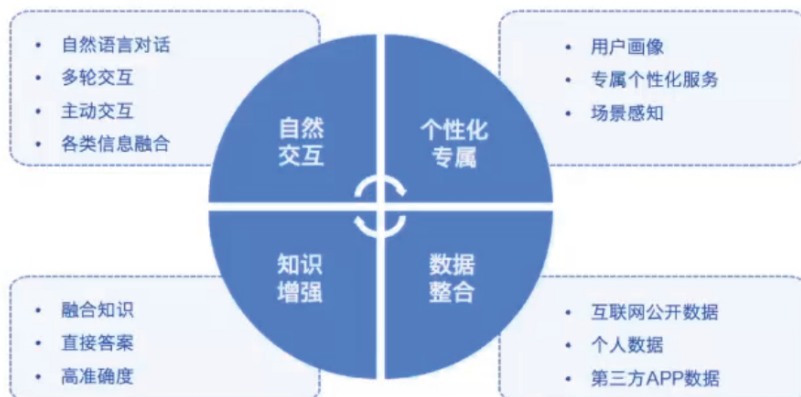 自然语言对话
多轮交互
主动交互
各类信息融合
自然
交互
个性化
专属
用户画像
专属个性化服务
场景感知
知识
增强
融合知识
直接答案
高准确度
数据
整合
互联网公开数据
个人数据
第三方APP数据